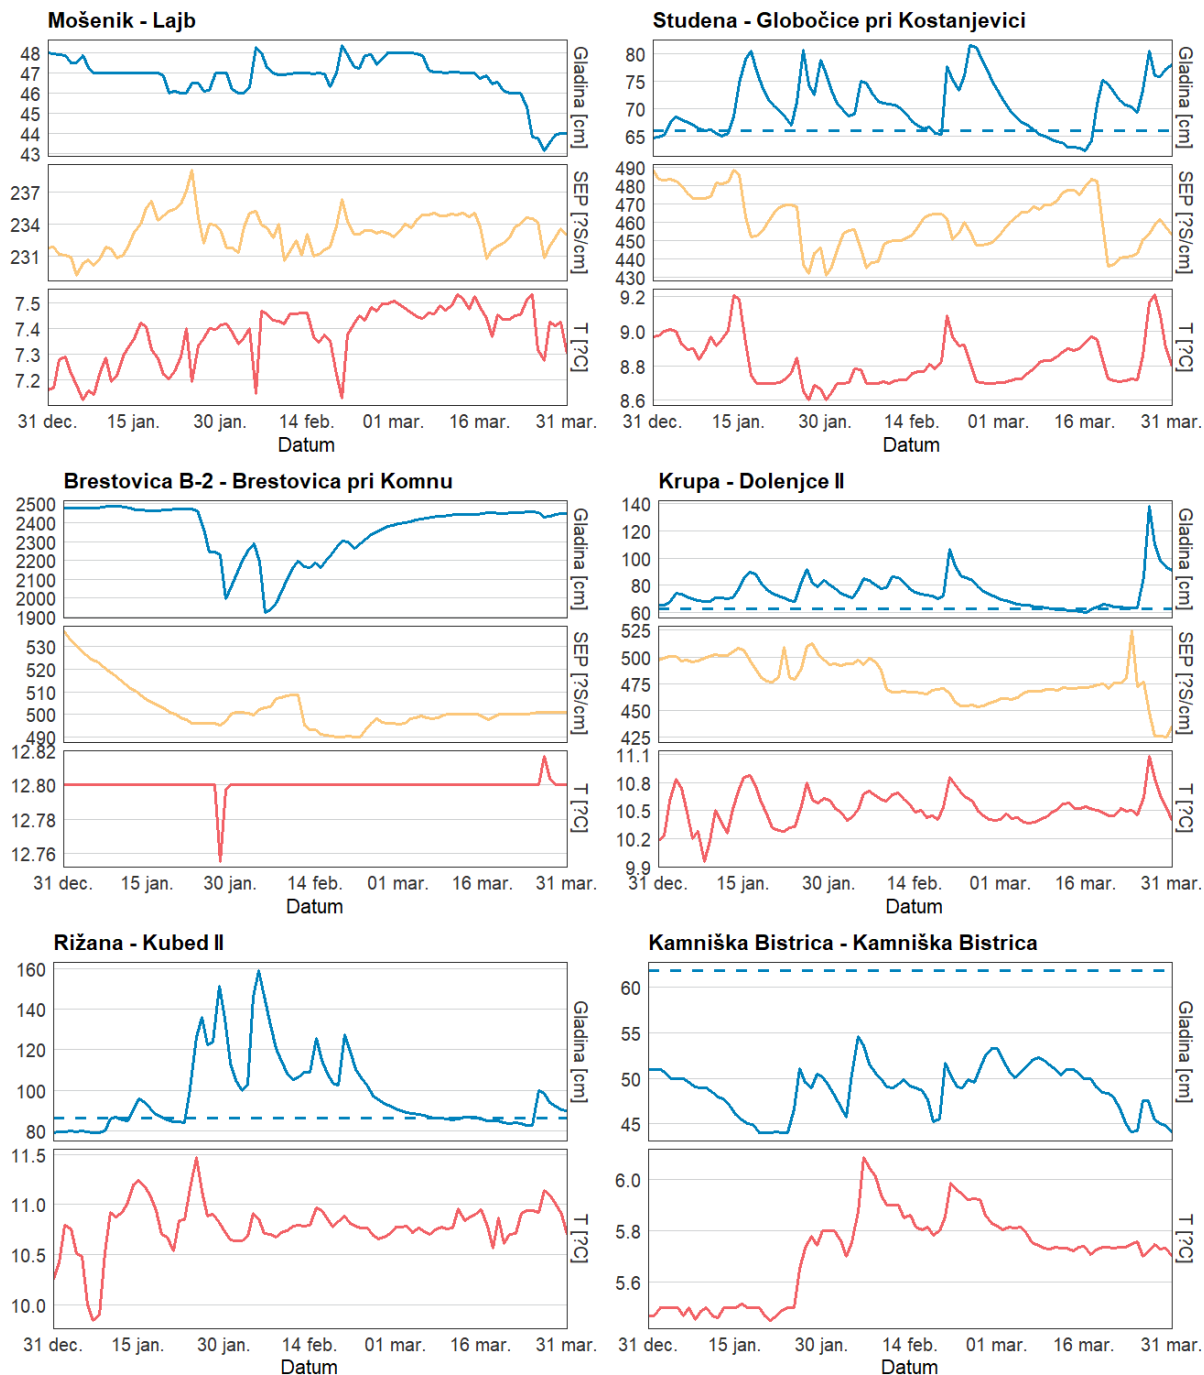 Mošenik - Lajb
48
47
46
45
44
43
Gladina [cm]
237
234
231
SEP [?S/cm]
7.5
7.4
7.3
7.2
T [?C]
31 dec.
15 jan.
30 jan.
14 feb.
01 mar.
16 mar.
31 mar.
Datum
Studena - Globočice pri Kostanjevici
80
75
70
65
Gladina [cm]
490
480
470
460
450
440
430
SEP [?S/cm]
9.2
9.0
8.8
8.6
T [?C]
31 dec.
15 jan.
30 jan.
14 feb.
01 mar.
16 mar.
31 mar.
Datum
Brestovica B-2 - Brestovica pri Komnu
2500
2400
2300
2200
2100
2000
1900
Gladina [cm]
530
520
510
500
490
SEP [?S/cm]
12.82
12.80
12.78
12.76
T [?C]
31 dec.
15 jan.
30 jan.
14 feb.
01 mar.
16 mar.
31 mar.
Datum
Krupa - Dolenjce II
140
120
100
80
60
Gladina [cm]
525
500
475
450
425
SEP [?S/cm]
11.1
10.8
10.5
10.2
9.9
T [?C]
31 dec.
15 jan.
30 jan.
14 feb.
01 mar.
16 mar.
31 mar.
Datum
Rižana - Kubed II
160
140
120
100
80
Gladina [cm]
11.5
11.0
10.5
10.0
T [?C]
31 dec.
15 jan.
30 jan.
14 feb.
01 mar.
16 mar.
31 mar.
Datum
Kamniška Bistrica - Kamniška Bistrica
60
55
50
45
Gladina [cm]
6.0
5.8
5.6
T [?C]
31 dec.
15 jan.
30 jan.
14 feb.
01 mar.
16 mar.
31 mar.
Datum